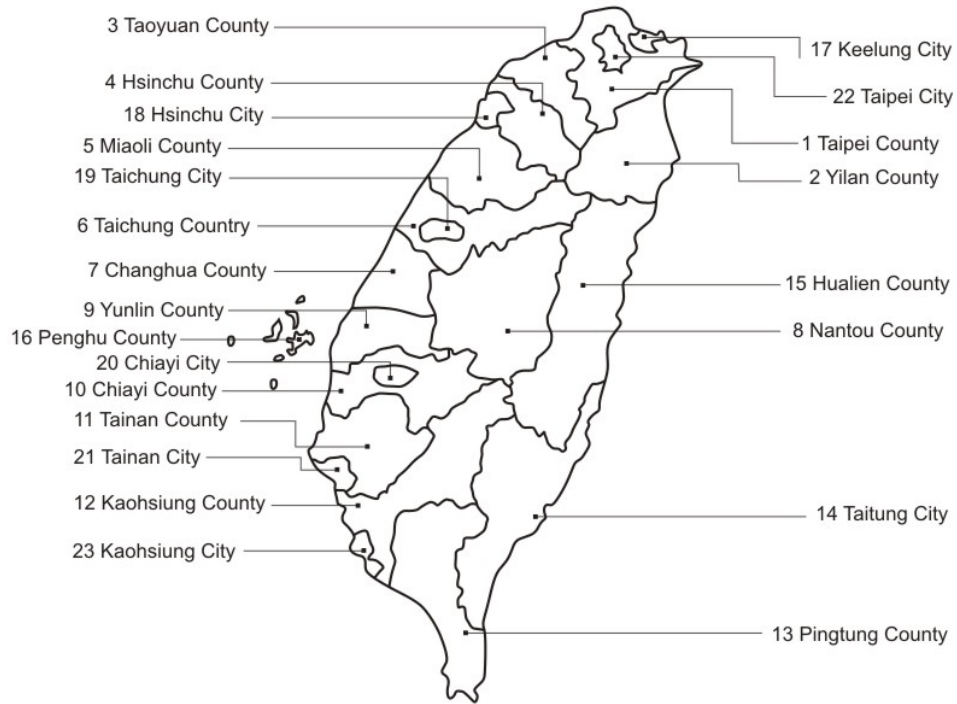 3 Taoyuan County
4 Hsinchu County
18 Hsinchu City
5 Miaoli County
19 Taichung City
6 Taichung Country
7 Changhua County
9 Yunlin County
16 Penghu County
20 Chiayi City
10 Chiayi County
11 Tainan County
21 Tainan City
12 Kaohsiung County
23 Kaohsiung City
17 Keelung City
22 Taipei City
1 Taipei County
2 Yilan County
15 Hualien County
8 Nantou County
14 Taitung City
13 Pingtung County